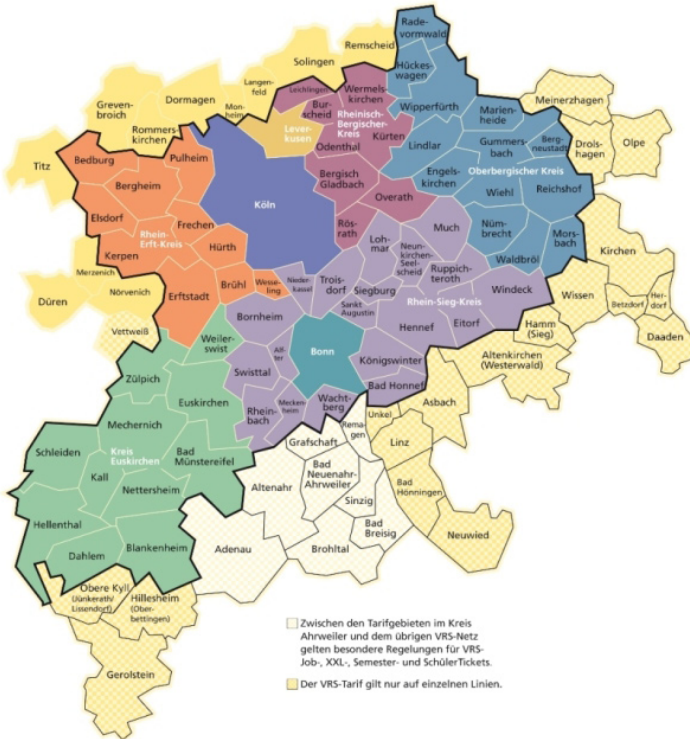 Rade-
vormwald
Remscheid
Solingen
Hückes-
wagen
Langen-
feld
Leichlingen
Wermels-
kirchen
Dormagen
Mon-
heim
Bur-
scheid
Rheinisch-
Bergischer-
Kreis
Wipperfürth
Marien-
heide
Meinerzhagen
Greven-
broich
Rommers-
kirchen
Lever-
kusen
Odenthal
Kürten
Lindlar
Gummers-
bach
Berg-
neustadt
Drols-
hagen
Olpe
Titz
Bedburg
Pulheim
Bergheim
Bergisch
Gladbach
Engels-
kirchen
Oberbergischer Kreis
Wiehl
Reichshof
Köln
Overath
Elsdorf
Frechen
Rös-
rath
Much
Nüm-
brecht
Mors-
bach
Rhein-
Erft-Kreis
Hürth
Loh-
mar
Neun-
kirchen-
Seel-
scheid
Kirchen
Kerpen
Merzenich
Waldbröl
Ruppich-
teroth
Düren
Nörvenich
Erftstadt
Brühl
Wesse-
ling
Nieder-
kassel
Trois-
dorf
Siegburg
Windeck
Wissen
Betzdorf
Her-
dorf
Rhein-Sieg-Kreis
Vettweiß
Bornheim
Sankt
Augustin
Hennef
Eitorf
Hamm
(Sieg)
Daaden
Weiler-
swist
Bonn
Alf-
ter
Königswinter
Altenkirchen
(Westerwald)
Swisttal
Zülpich
Bad Honnef
Euskirchen
Rhein-
bach
Mecken-
heim
Wacht-
berg
Asbach
Unkel
Mechernich
Rema-
gen
Grafschaft
Linz
Schleiden
Kreis
Euskirchen
Bad
Münstereifel
Bad
Neuenahr-
Ahrweiler
Kall
Nettersheim
Altenahr
Bad
Hönningen
Sinzig
Hellenthal
Bad
Breisig
Neuwied
Dahlem
Blankenheim
Adenau
Brohltal
Obere Kyll
(Jünkerath/
Lissendorf)
Hillesheim
(Ober-
bettingen)
Gerolstein
Zwischen den Tarifgebieten im Kreis
Ahrweiler und dem übrigen VRS-Netz
gelten besondere Regelungen für VRS-
Job-, XXL-, Semester- und SchülerTickets.
Der VRS-Tarif gilt nur auf einzelnen Linien.